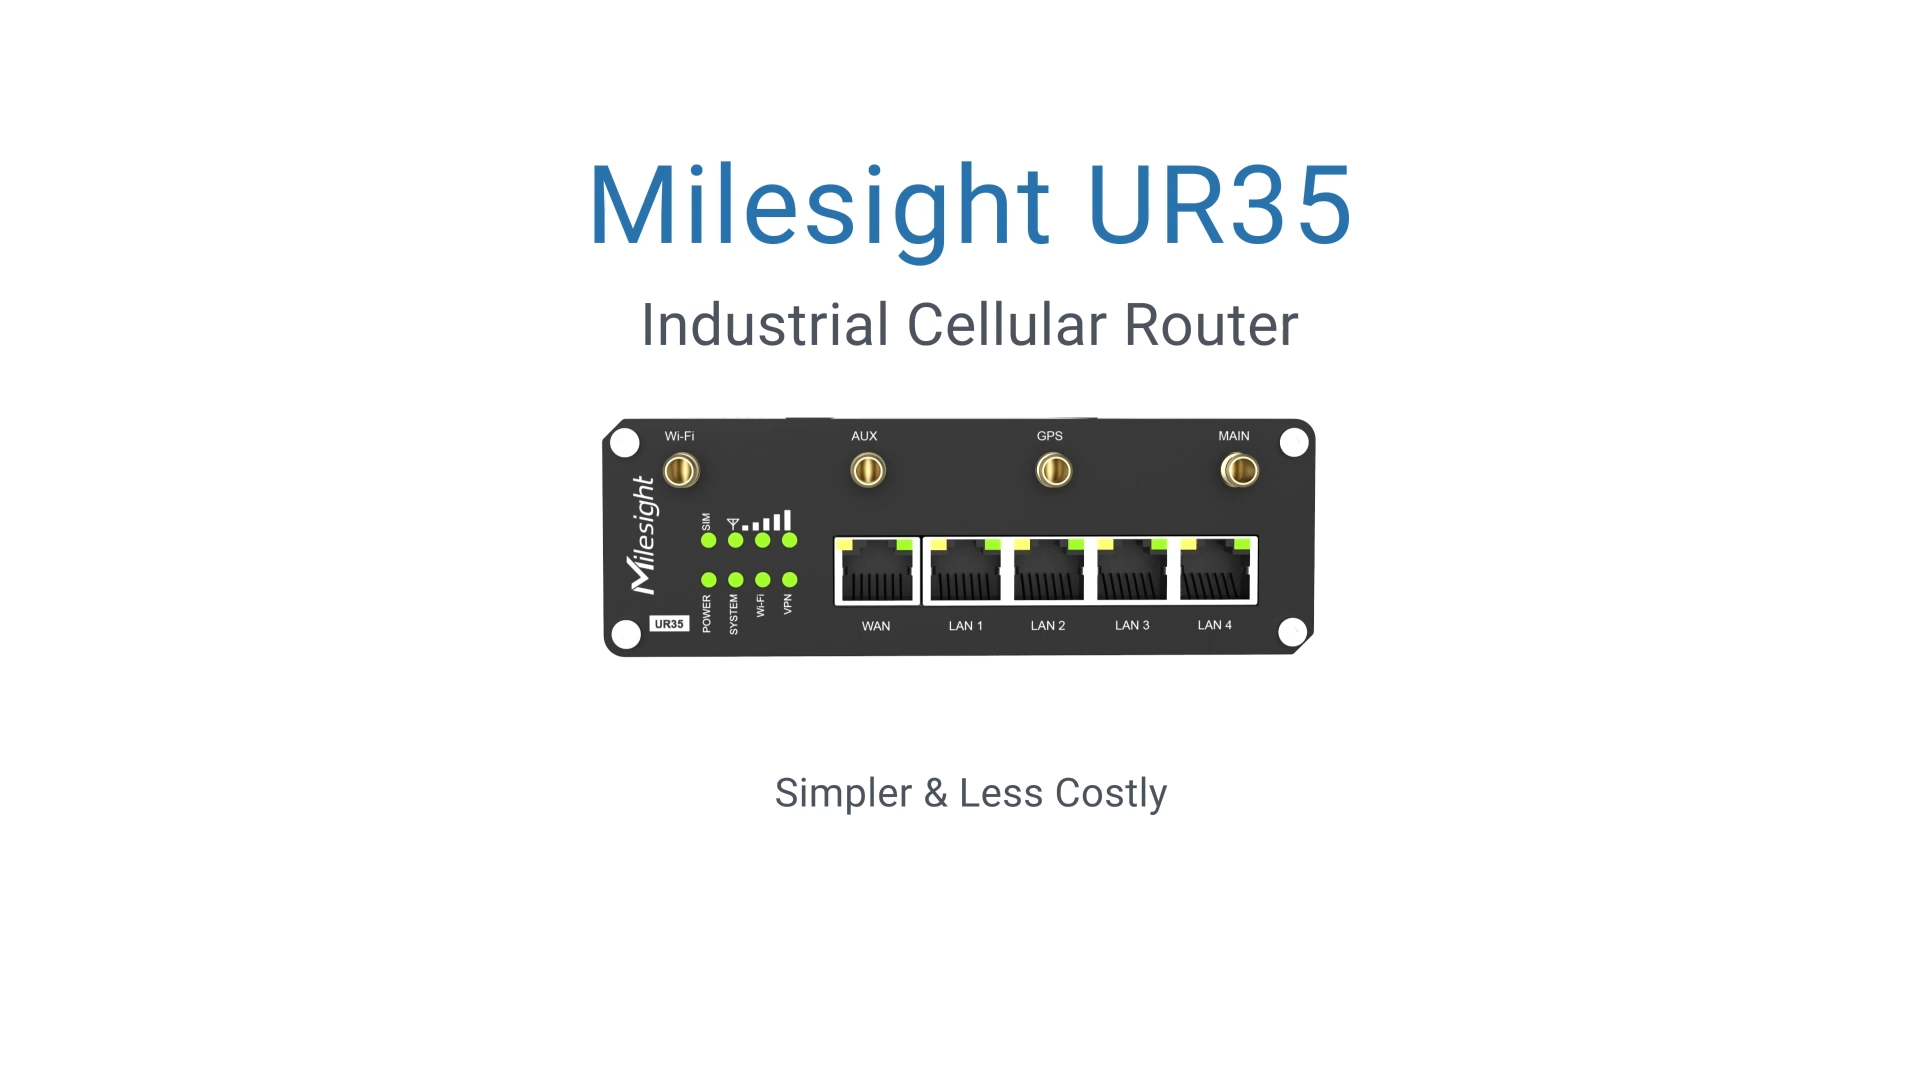 Milesight UR35
Industrial Cellular Router
Wi-Fi AUX GPS MAIN
Milesight
SIM
POWER SYSTEM Wi-Fi VPN
UR35
WAN LAN 1 LAN 2 LAN 3 LAN 4
Simpler & Less Costly